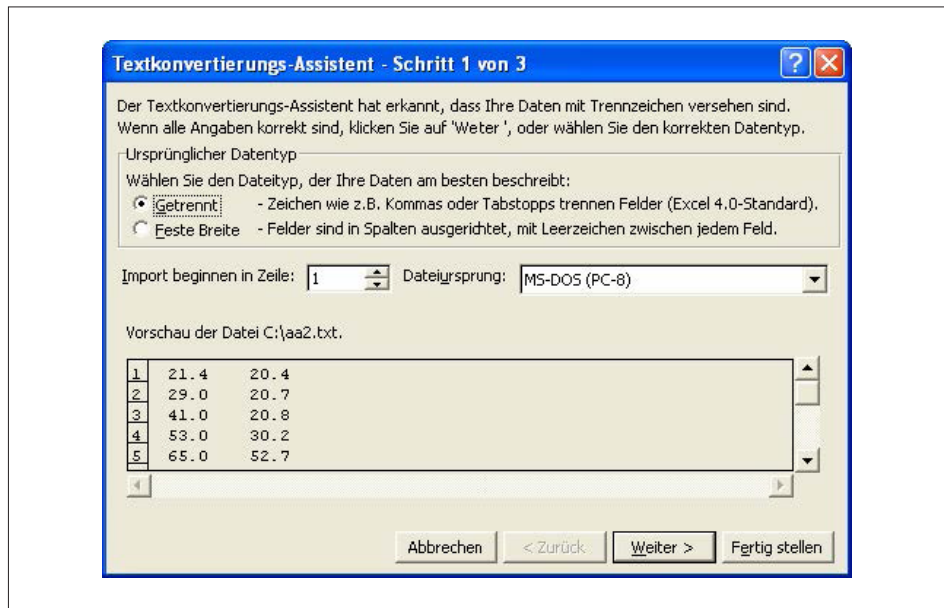 Textkonvertierungs-Assistent - Schritt 1 von 3
Der Textkonvertierungs-Assistent hat erkannt, dass Ihre Daten mit Trennzeichen versehen sind.
Wenn alle Angaben korrekt sind, klicken Sie auf 'Weter ', oder wählen Sie den korrekten Datentyp.
Ursprünglicher Datentyp
Wählen Sie den Dateityp, der Ihre Daten am besten beschreibt:
Getrennt - Zeichen wie z.B. Kommas oder Tabstopps trennen Felder (Excel 4.0-Standard).
Feste Breite - Felder sind in Spalten ausgerichtet, mit Leerzeichen zwischen jedem Feld.
Import beginnen in Zeile: 1 Dateiursprung: MS-DOS (PC-8)
Vorschau der Datei C:\aa2.txt.
1 21.4 20.4
2 29.0 20.7
3 41.0 20.8
4 53.0 30.2
5 65.0 52.7
Abbrechen < Zurück Weiter > Fertig stellen